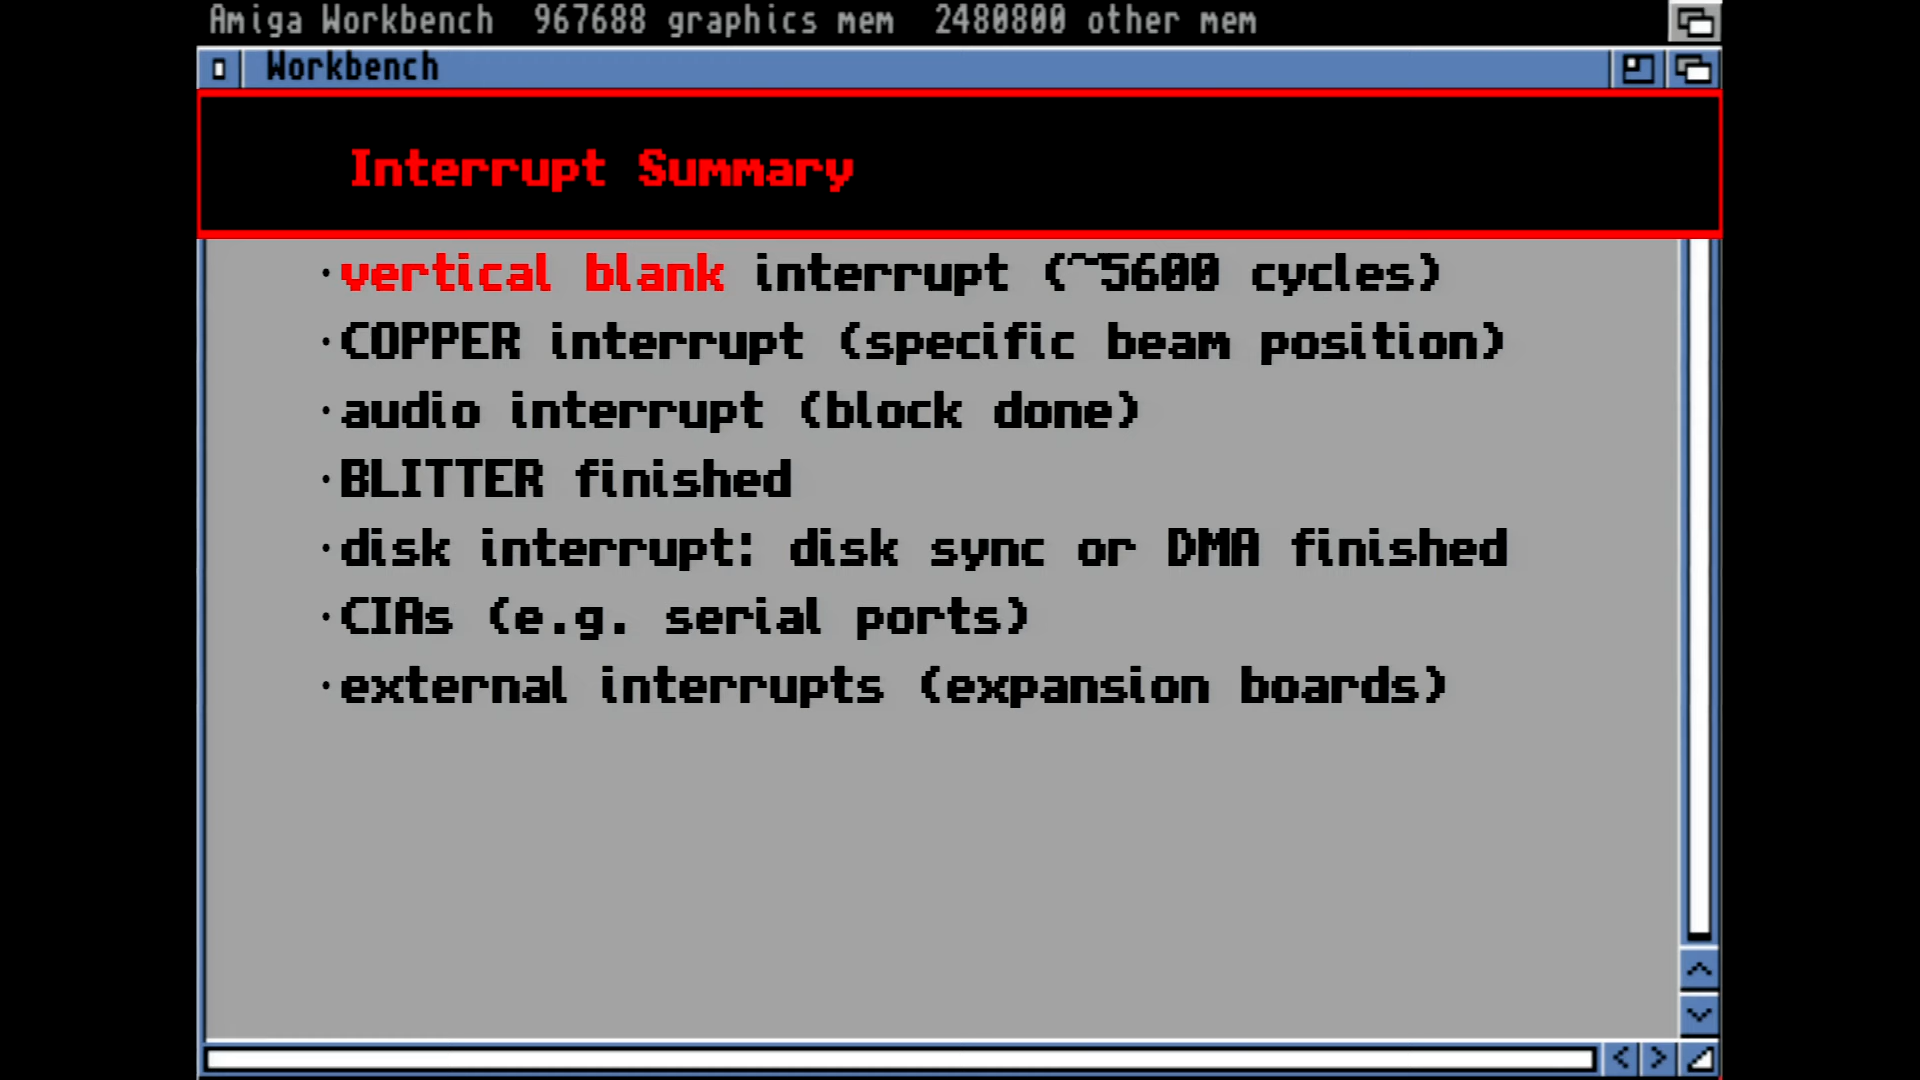 Amiga Workbench 967688 graphics mem 2480800 other mem
Workbench
Interrupt Summary
·vertical blank interrupt (~5600 cycles)
·COPPER interrupt (specific beam position)
·audio interrupt (block done)
·BLITTER finished
·disk interrupt: disk sync or DMA finished
·CIAs (e.g. serial ports)
·external interrupts (expansion boards)